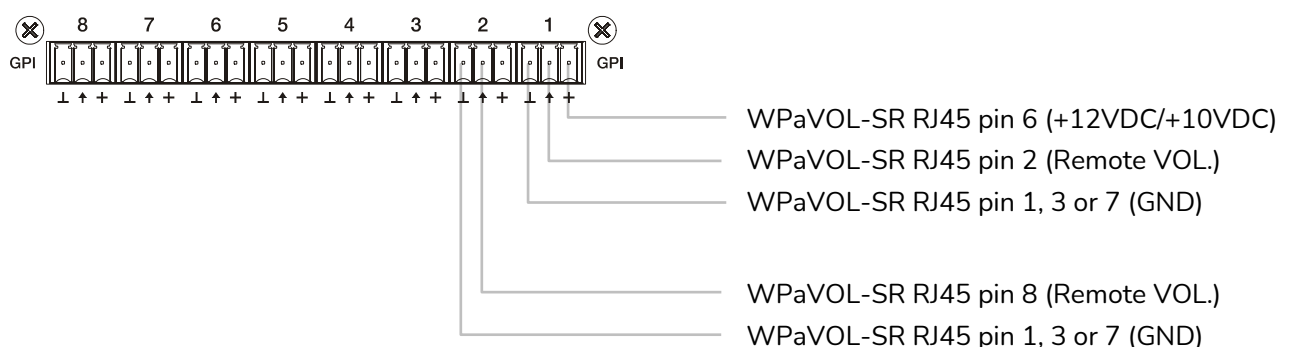 8 7 6 5 4 3 2 1
GPI GPI
⊥ ↑ + ⊥ ↑ + ⊥ ↑ + ⊥ ↑ + ⊥ ↑ + ⊥ ↑ + ⊥ ↑ + ⊥ ↑ +
WPaVOL-SR RJ45 pin 6 (+12VDC/+10VDC)
WPaVOL-SR RJ45 pin 2 (Remote VOL.)
WPaVOL-SR RJ45 pin 1, 3 or 7 (GND)
WPaVOL-SR RJ45 pin 8 (Remote VOL.)
WPaVOL-SR RJ45 pin 1, 3 or 7 (GND)